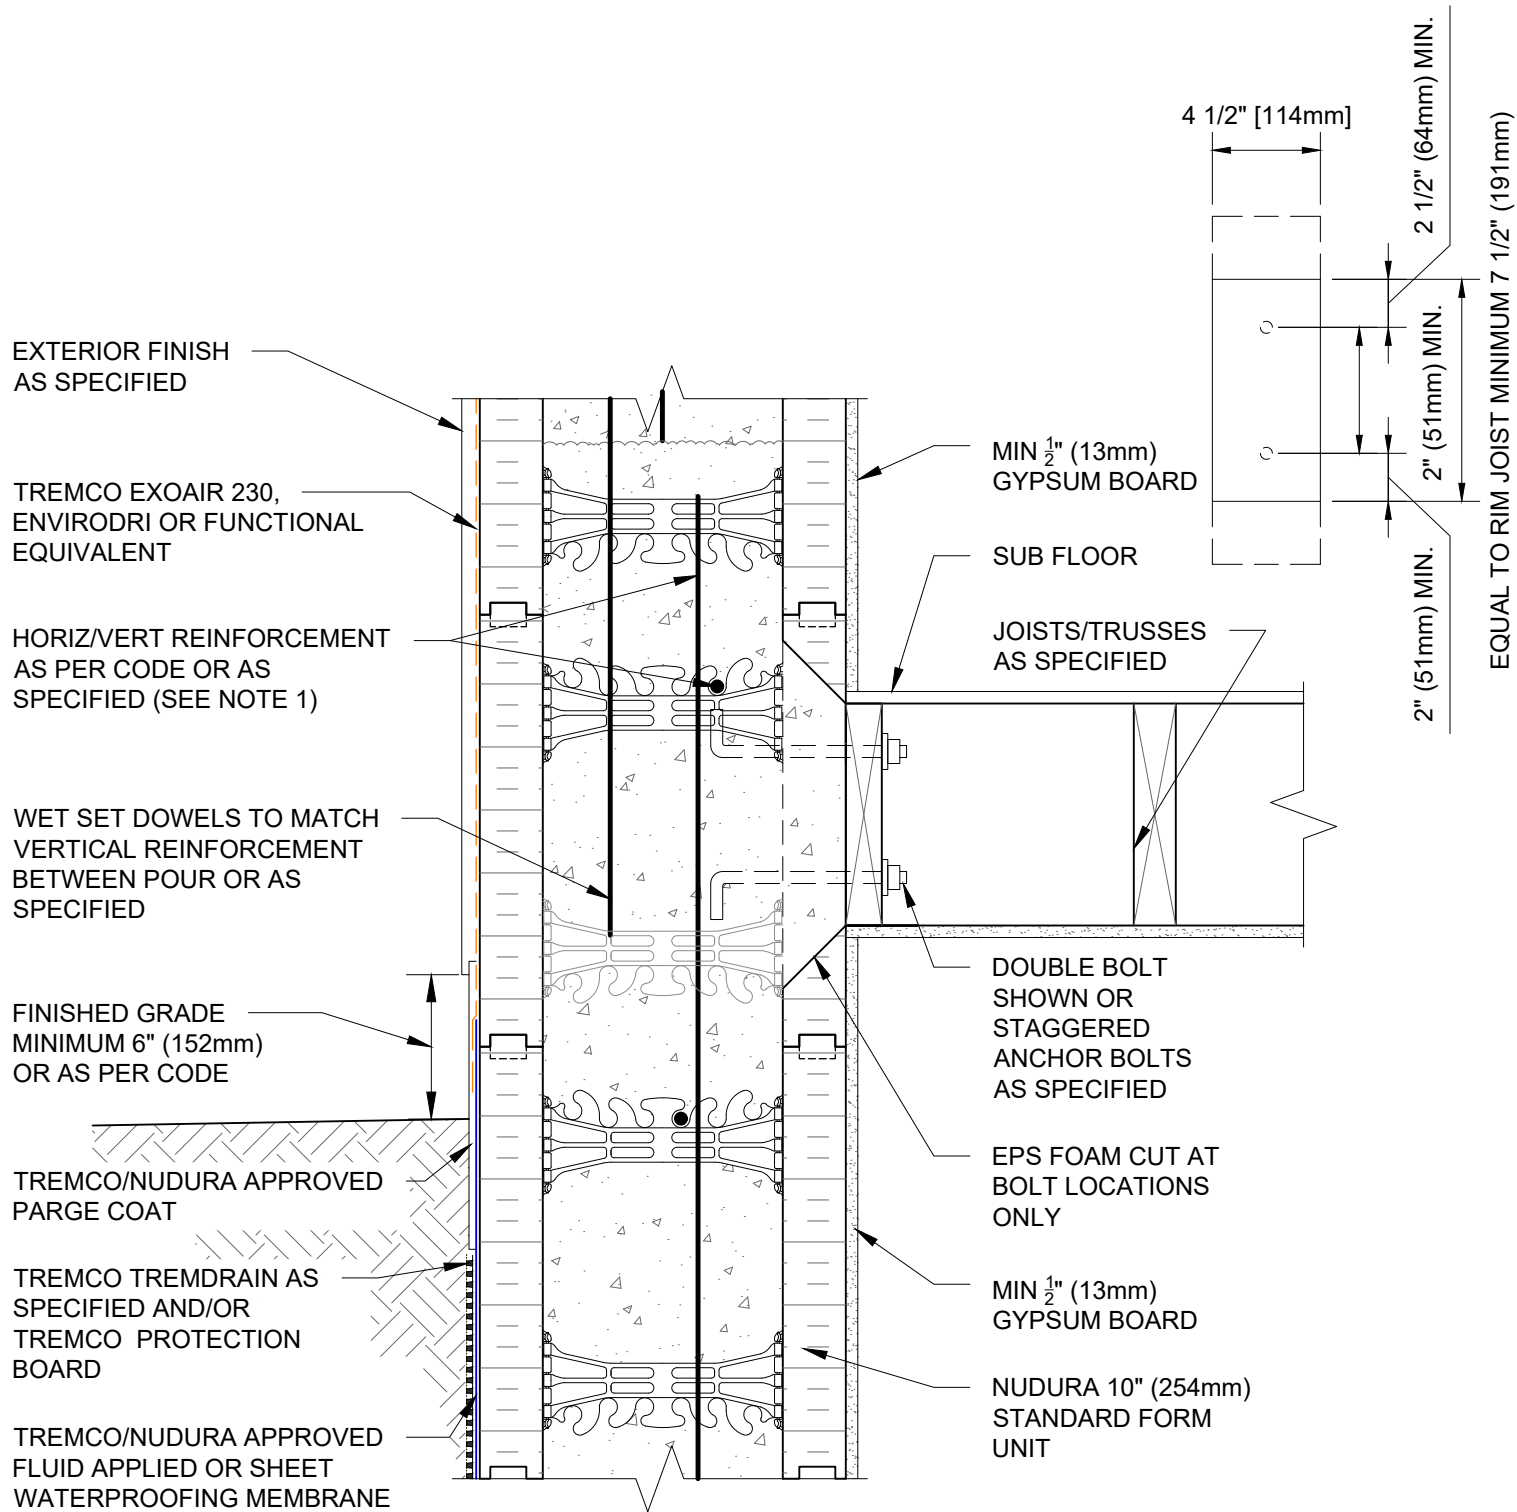 EXTERIOR FINISH
AS SPECIFIED
TREMCO EXOAIR 230,
ENVIRODRI OR FUNCTIONAL
EQUIVALENT
HORIZ/VERT REINFORCEMENT
AS PER CODE OR AS
SPECIFIED (SEE NOTE 1)
WET SET DOWELS TO MATCH
VERTICAL REINFORCEMENT
BETWEEN POUR OR AS
SPECIFIED
FINISHED GRADE
MINIMUM 6" (152mm)
OR AS PER CODE
TREMCO/NUDURA APPROVED
PARGE COAT
TREMCO TREMDRAIN AS
SPECIFIED AND/OR
TREMCO PROTECTION
BOARD
TREMCO/NUDURA APPROVED
FLUID APPLIED OR SHEET
WATERPROOFING MEMBRANE
4 1/2" [114mm]
2 1/2" (64mm) MIN.
2" (51mm) MIN.
2" (51mm) MIN.
EQUAL TO RIM JOIST MINIMUM 7 1/2" (191mm)
MIN 1/2" (13mm)
GYPSUM BOARD
SUB FLOOR
JOISTS/TRUSSES
AS SPECIFIED
DOUBLE BOLT
SHOWN OR
STAGGERED
ANCHOR BOLTS
AS SPECIFIED
EPS FOAM CUT AT
BOLT LOCATIONS
ONLY
MIN 1/2" (13mm)
GYPSUM BOARD
NUDURA 10" (254mm)
STANDARD FORM
UNIT